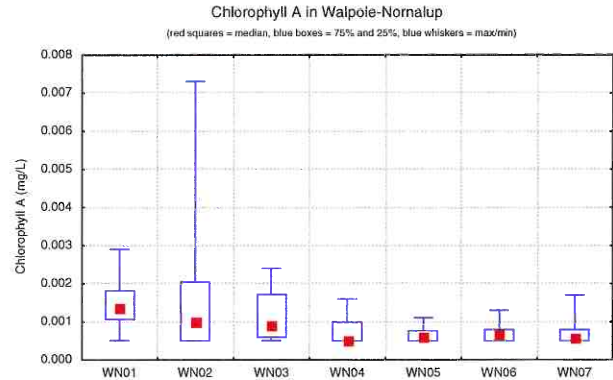 Chlorophyll A in Walpole-Nornalup
(red squares = median, blue boxes = 75% and 25%, blue whiskers = max/min)
Chlorophyll A (mg/L)
0.008
0.007
0.006
0.005
0.004
0.003
0.002
0.001
0.000
WN01 WN02 WN03 WN04 WN05 WN06 WN07